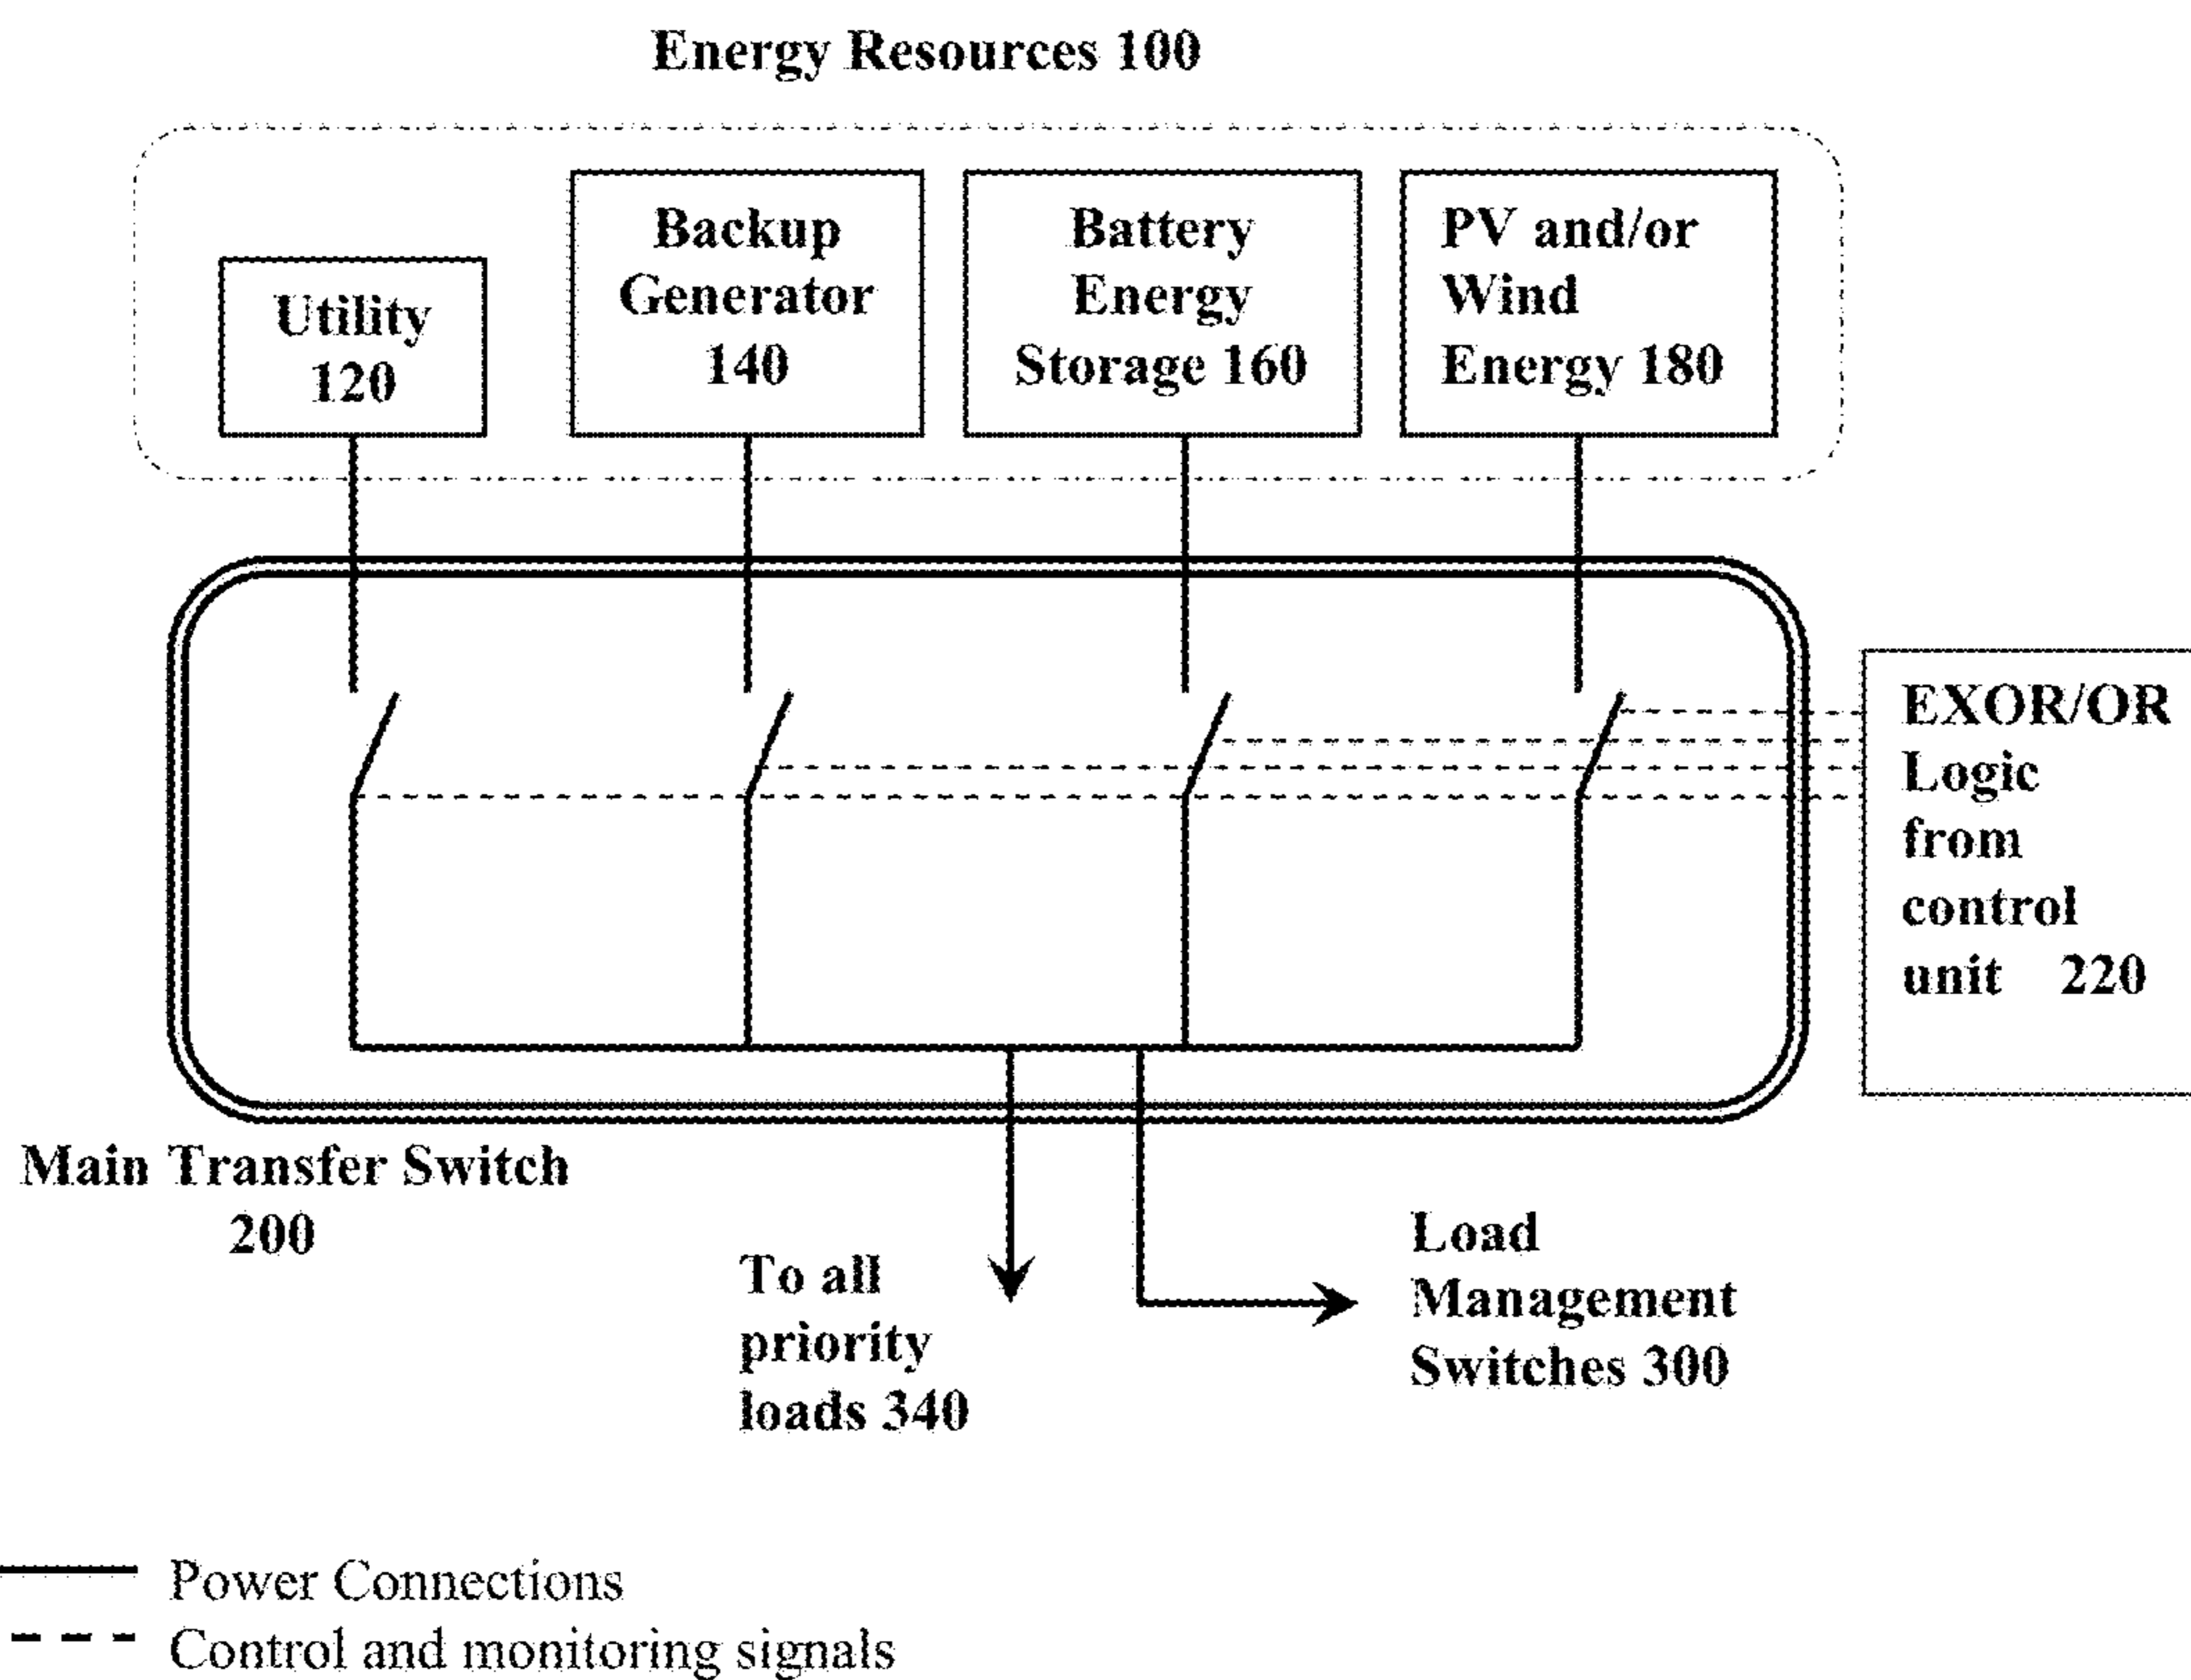 Energy Resources 100
Utility
120
Backup
Generator
140
Battery
Energy
Storage 160
PV and/or
Wind
Energy 180
EXOR/OR
Logic
from
control
unit 220
Main Transfer Switch
200
To all
priority
loads 340
Load
Management
Switches 300
Power Connections
Control and monitoring signals